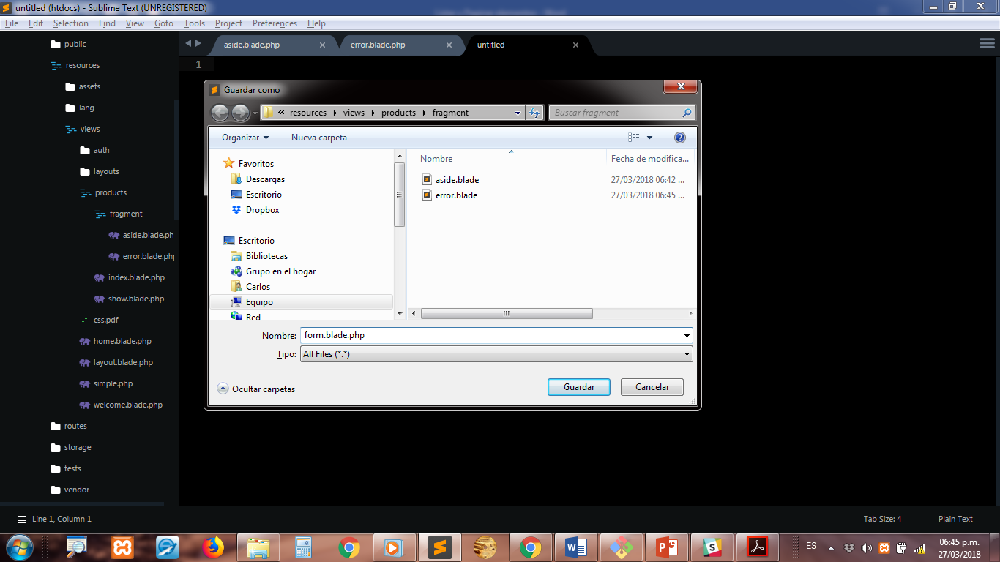 untitled (htdocs) - Sublime Text (UNREGISTERED)
File Edit Selection Find View Goto Tools Project Preferences Help
public
resources
assets
lang
views
auth
layouts
products
fragment
aside.blade.ph
error.blade.php
index.blade.php
show.blade.php
css.pdf
home.blade.php
layout.blade.php
simple.php
welcome.blade.php
routes
storage
tests
vendor
aside.blade.php
error.blade.php
untitled
1
Guardar como
« resources views products fragment
Buscar fragment
Organizar Nueva carpeta
Favoritos
Descargas
Escritorio
Dropbox
Escritorio
Bibliotecas
Grupo en el hogar
Carlos
Equipo
Red
Nombre Fecha de modifica...
aside.blade 27/03/2018 06:42 ...
error.blade 27/03/2018 06:45 ...
Nombre: form.blade.php
Tipo: All Files (*.*)
Ocultar carpetas Guardar Cancelar
Line 1, Column 1 Tab Size: 4 Plain Text
ES 06:45 p.m.
27/03/2018